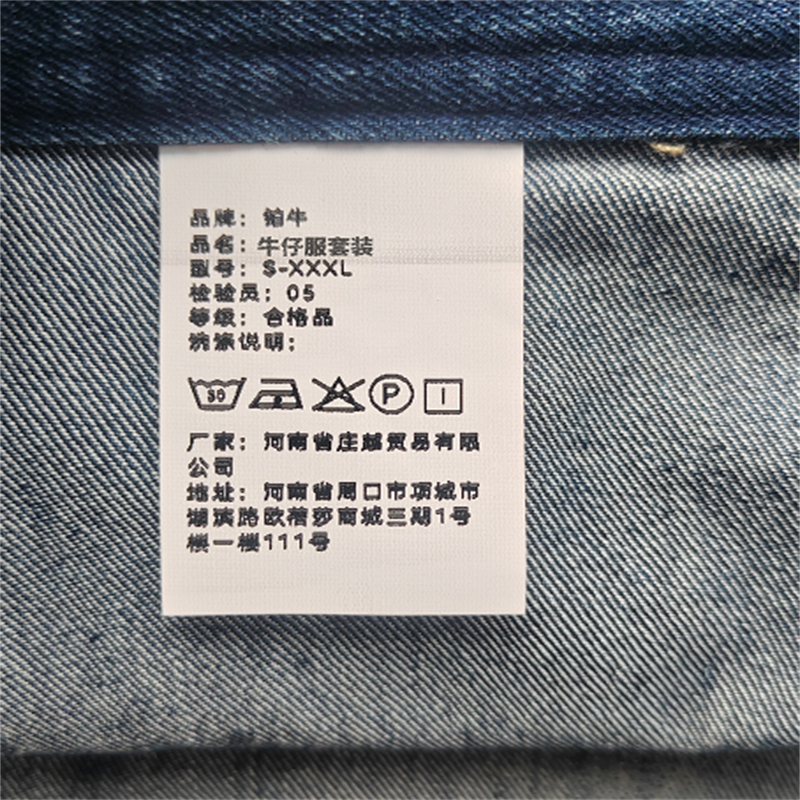 品牌：铂牛
品名：牛仔服套装
型号：S-XXXL
检验员：05
等级：合格品
洗涤说明：
30
P
厂家：河南省庄越贸易有限
公司
地址：河南省周口市项城市
湖滨路欧蓓莎商城三期1号
楼一楼111号